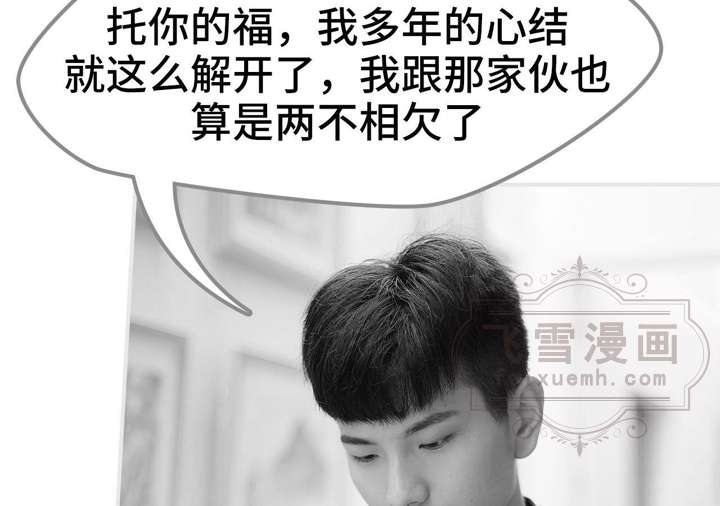 托你的福，我多年的心结
就这么解开了，我跟那家伙也
算是两不相欠了
飞雪漫画
xuemh.com